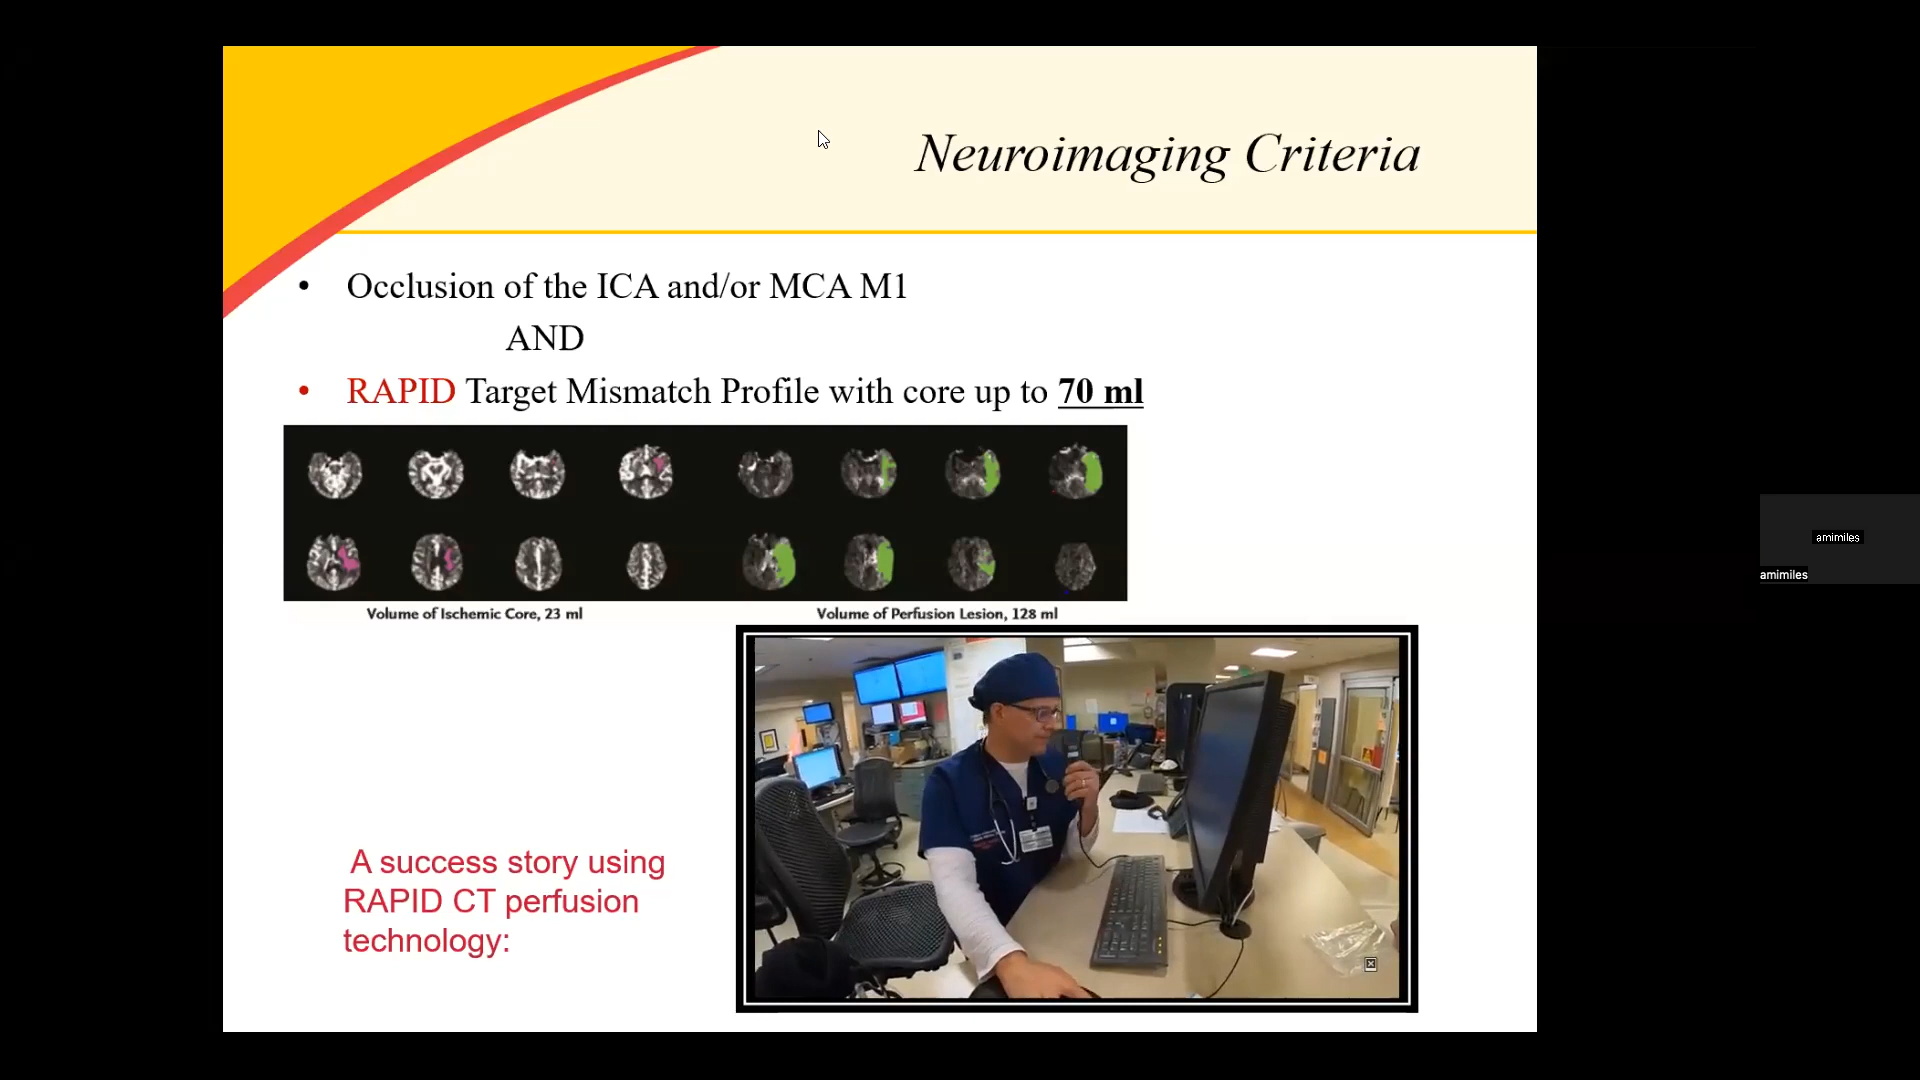 Neuroimaging Criteria
• Occlusion of the ICA and/or MCA M1
AND
• RAPID Target Mismatch Profile with core up to 70 ml
Volume of Ischemic Core, 23 ml
Volume of Perfusion Lesion, 128 ml
A success story using
RAPID CT perfusion
technology:
amimiles
amimiles